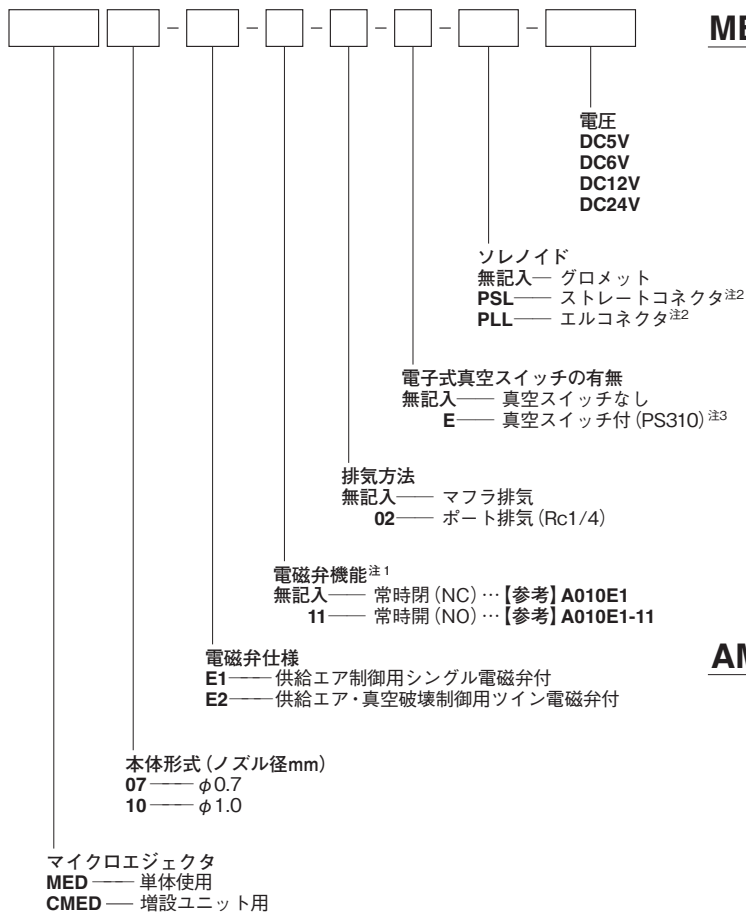 ME
電圧
DC5V
DC6V
DC12V
DC24V
ソレノイド
無記入── グロメット
PSL── ストレートコネクタ注2
PLL── エルコネクタ注2
電子式真空スイッチの有無
無記入── 真空スイッチなし
E── 真空スイッチ付(PS310)注3
排気方法
無記入── マフラ排気
02── ポート排気(Rc1/4)
電磁弁機能注1
無記入── 常時閉(NC)…【参考】A010E1
11── 常時開(NO)…【参考】A010E1-11
AM
電磁弁仕様
E1── 供給エア制御用シングル電磁弁付
E2── 供給エア・真空破壊制御用ツイン電磁弁付
本体形式(ノズル径mm)
07── φ0.7
10── φ1.0
マイクロエジェクタ
MED── 単体使用
CMED── 増設ユニット用